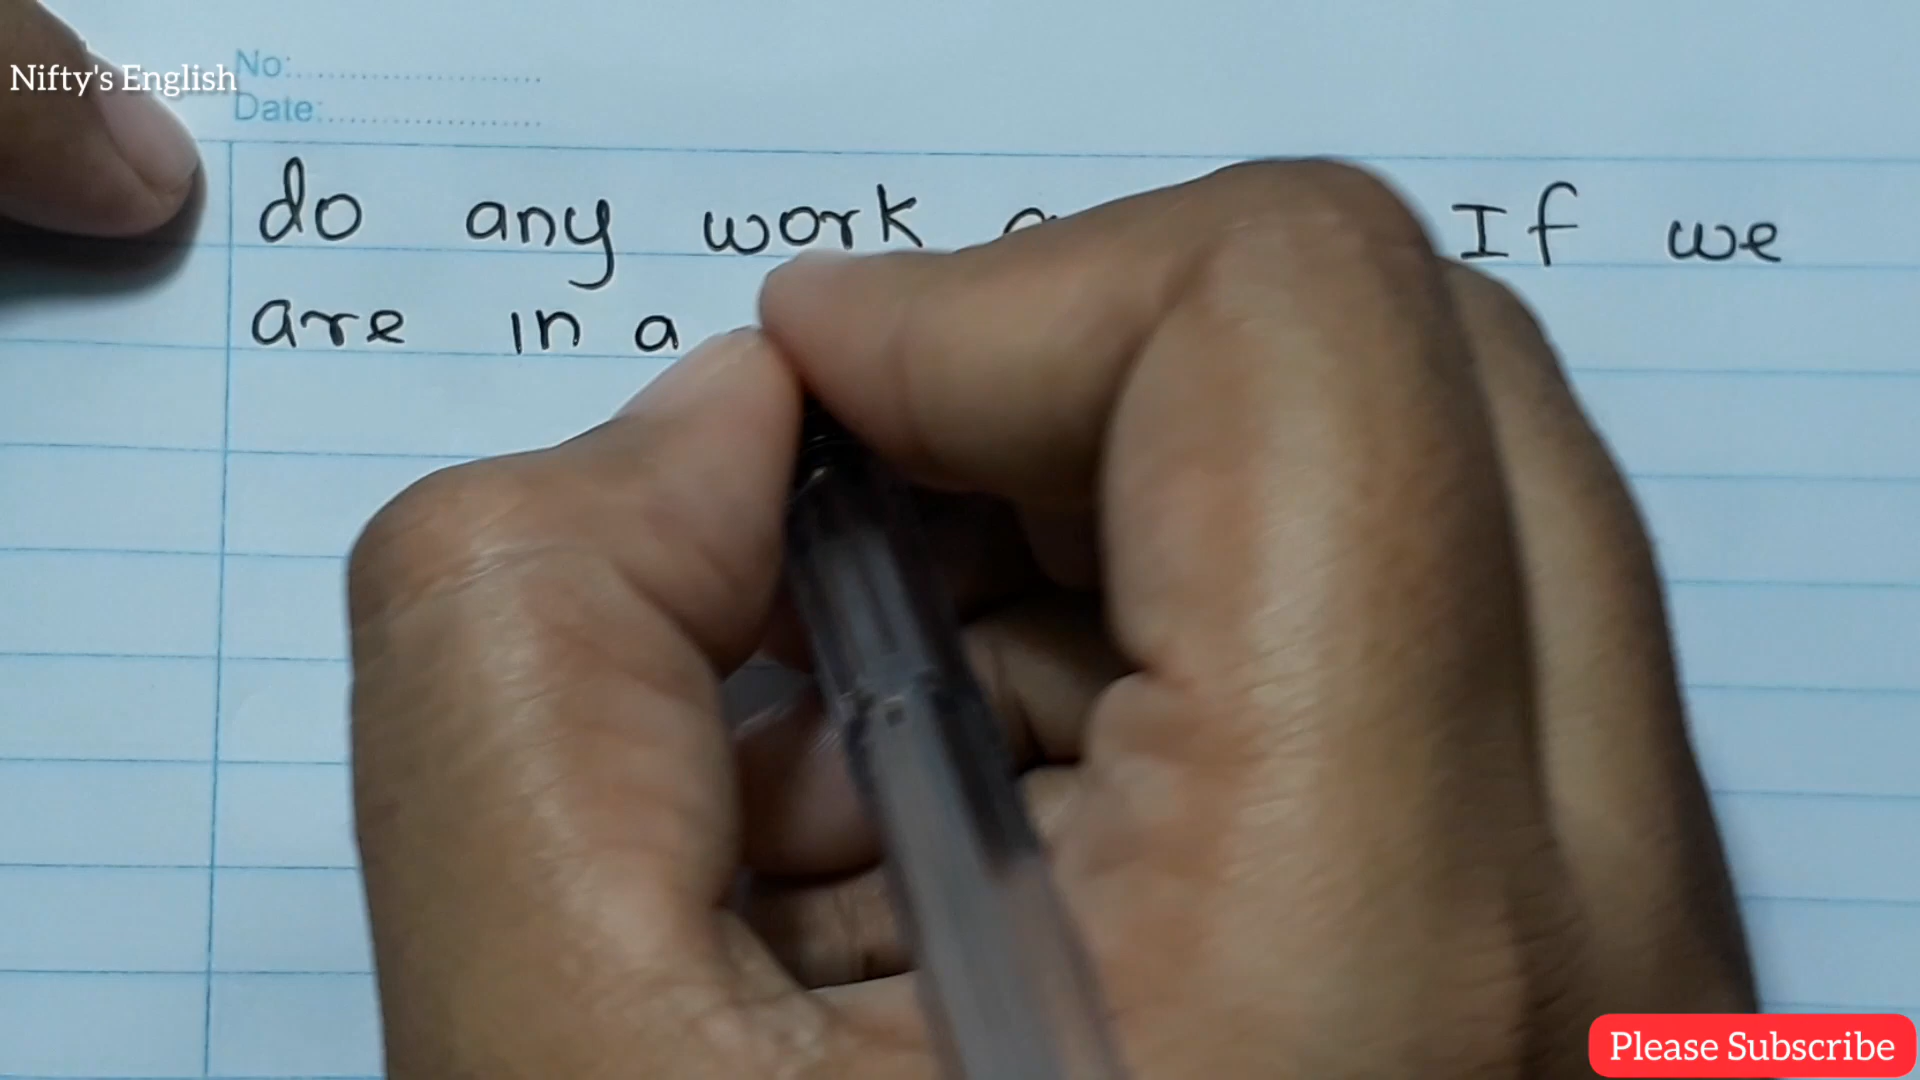 Nifty's English
No:
Date:
do any work If we
are in a
Please Subscribe